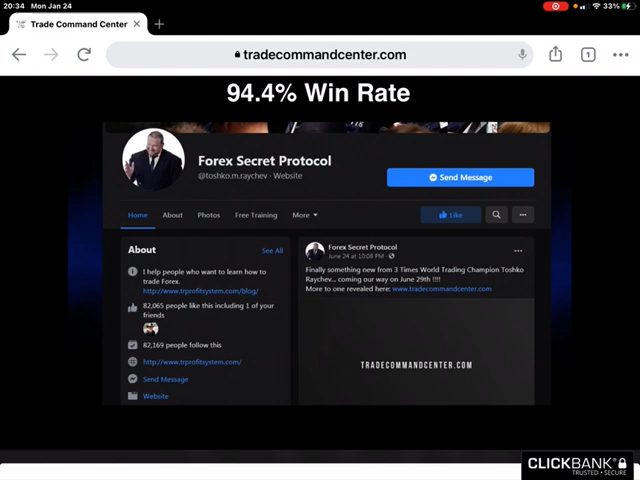 20:34 Mon Jan 24
33%
Trade Command Center
tradecommandcenter.com
1
94.4% Win Rate
Forex Secret Protocol
@toshko.m.raychev · Website
Send Message
Home About Photos Free Training More
Like
About
See All
I help people who want to learn how to
trade Forex.
http://www.trprofitsystem.com/blog/
82,065 people like this including 1 of your
friends
82,169 people follow this
http://www.trprofitsystem.com/
Send Message
Website
Forex Secret Protocol
June 24 at 10:08 PM ·
Finally something new from 3 Times World Trading Champion Toshko
Raychev... coming our way on June 29th !!!!
More to one revealed here: www.tradecommandcenter.com
TRADECOMMANDCENTER.COM
CLICKBANK®
TRUSTED • SECURE